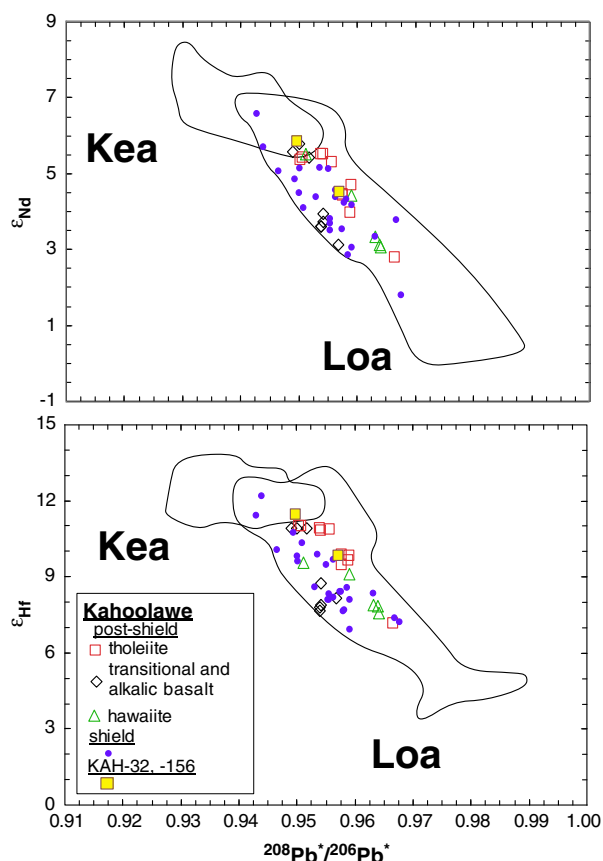 9
7
5
3
1
-1
εNd
Kea
Loa
15
12
9
6
3
0
εHf
Kea
Loa
Kahoolawe
post-shield
tholeiite
transitional and
alkalic basalt
hawaiite
shield
KAH-32, -156
0.91 0.92 0.93 0.94 0.95 0.96 0.97 0.98 0.99 1.00
208Pb*/206Pb*